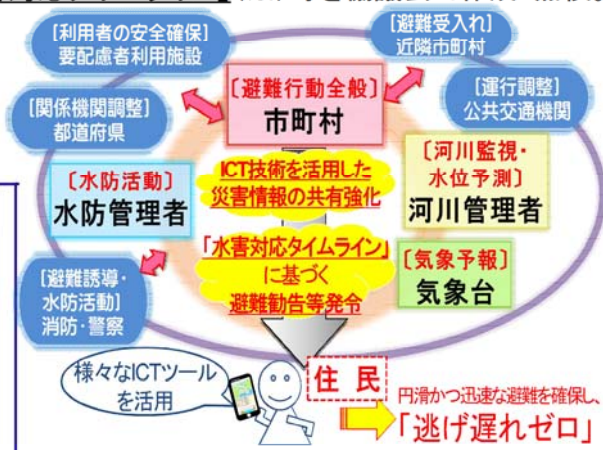 [利用者の安全確保]
要配慮者利用施設
[避難受入れ]
近隣市町村
[関係機関調整]
都道府県
〔避難行動全般〕
市町村
[運行調整]
公共交通機関
〔水防活動〕
水防管理者
ICT技術を活用した
災害情報の共有強化
〔河川監視・
水位予測〕
河川管理者
「水害対応タイムライン」
に基づく
避難勧告等発令
〔気象予報〕
気象台
[避難誘導・
水防活動]
消防・警察
様々なICTツール
を活用
住 民
円滑かつ迅速な避難を確保し、
「逃げ遅れゼロ」